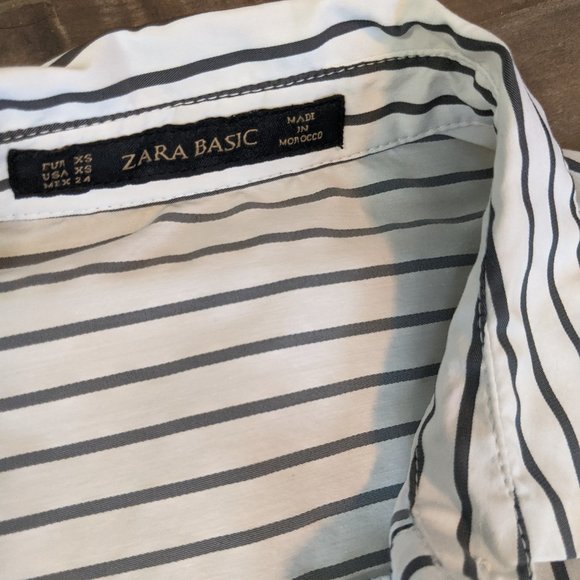 EUR XS
USA XS
MEX 24
ZARA BASIC
MADE
IN
MOROCCO